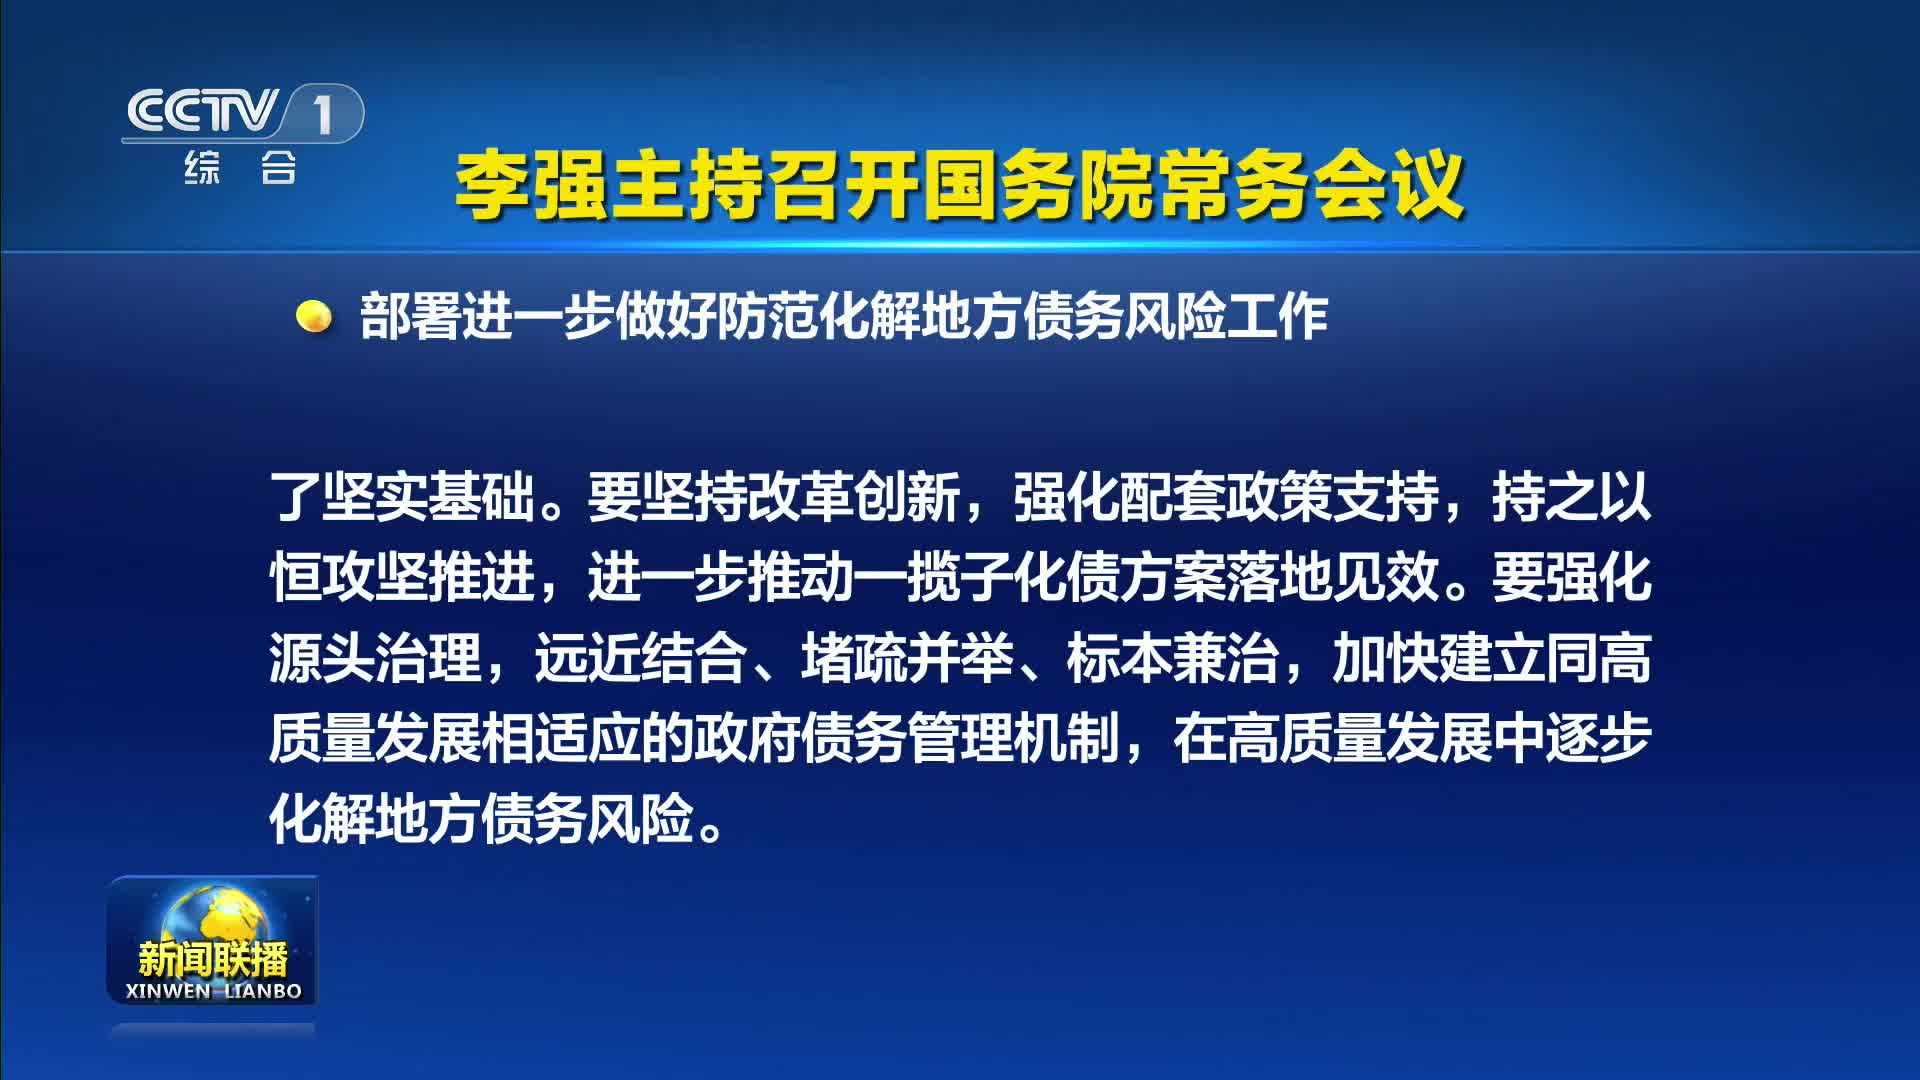 CCTV 1
综合
李强主持召开国务院常务会议
部署进一步做好防范化解地方债务风险工作
了坚实基础。要坚持改革创新，强化配套政策支持，持之以
恒攻坚推进，进一步推动一揽子化债方案落地见效。要强化
源头治理，远近结合、堵疏并举、标本兼治，加快建立同高
质量发展相适应的政府债务管理机制，在高质量发展中逐步
化解地方债务风险。
新闻联播
XINWEN LIANBO